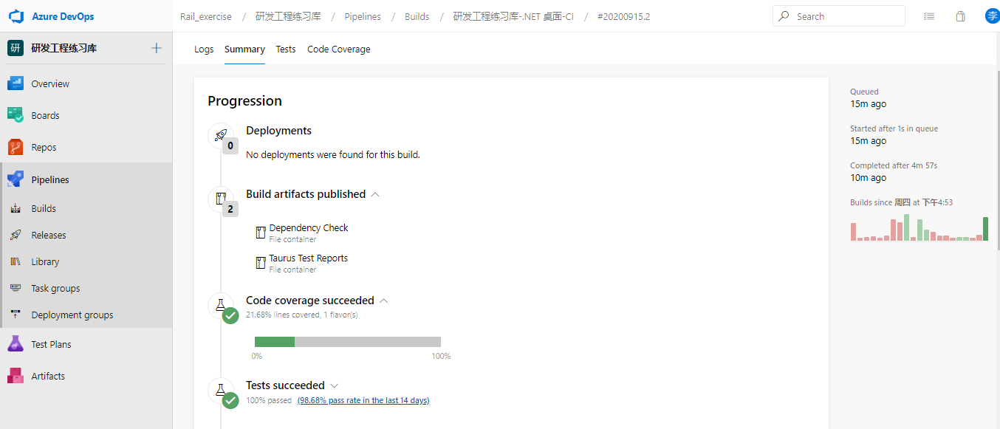 Azure DevOps
Rail_exercise / 研发工程练习库 / Pipelines / Builds / 研发工程练习库-.NET 桌面-CI / #20200915.2
Search
李
研 研发工程练习库
Overview
Boards
Repos
Pipelines
Builds
Releases
Library
Task groups
Deployment groups
Test Plans
Artifacts
Logs Summary Tests Code Coverage
Progression
Deployments
0
No deployments were found for this build.
Build artifacts published
2
Dependency Check
File container
Taurus Test Reports
File container
Code coverage succeeded
21.68% lines covered, 1 flavor(s)
0% 100%
Tests succeeded
100% passed (98.68% pass rate in the last 14 days)
Queued
15m ago
Started after 1s in queue
15m ago
Completed after 4m 57s
10m ago
Builds since 周四 at 下午4:53